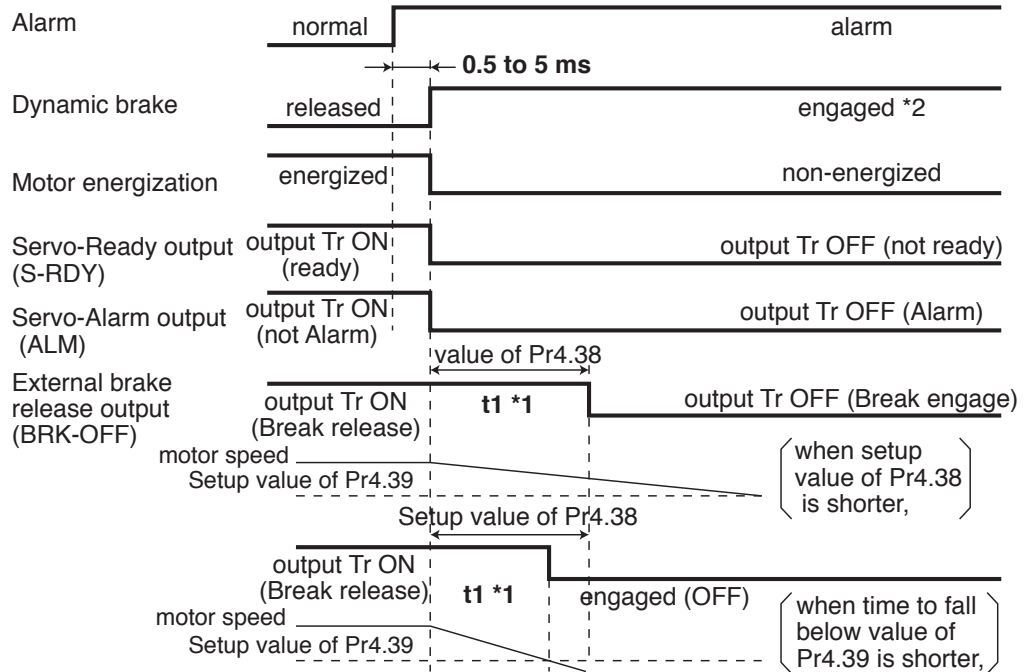 Alarm
normal
alarm
0.5 to 5 ms
Dynamic brake
released
engaged *2
Motor energization
energized
non-energized
Servo-Ready output
(S-RDY)
output Tr ON
(ready)
output Tr OFF (not ready)
Servo-Alarm output
(ALM)
output Tr ON
(not Alarm)
output Tr OFF (Alarm)
value of Pr4.38
External brake
release output
(BRK-OFF)
output Tr ON
(Break release)
t1 *1
output Tr OFF (Break engage)
motor speed
Setup value of Pr4.39
when setup
value of Pr4.38
is shorter,
Setup value of Pr4.38
output Tr ON
(Break release)
t1 *1
engaged (OFF)
motor speed
Setup value of Pr4.39
when time to fall
below value of
Pr4.39 is shorter,